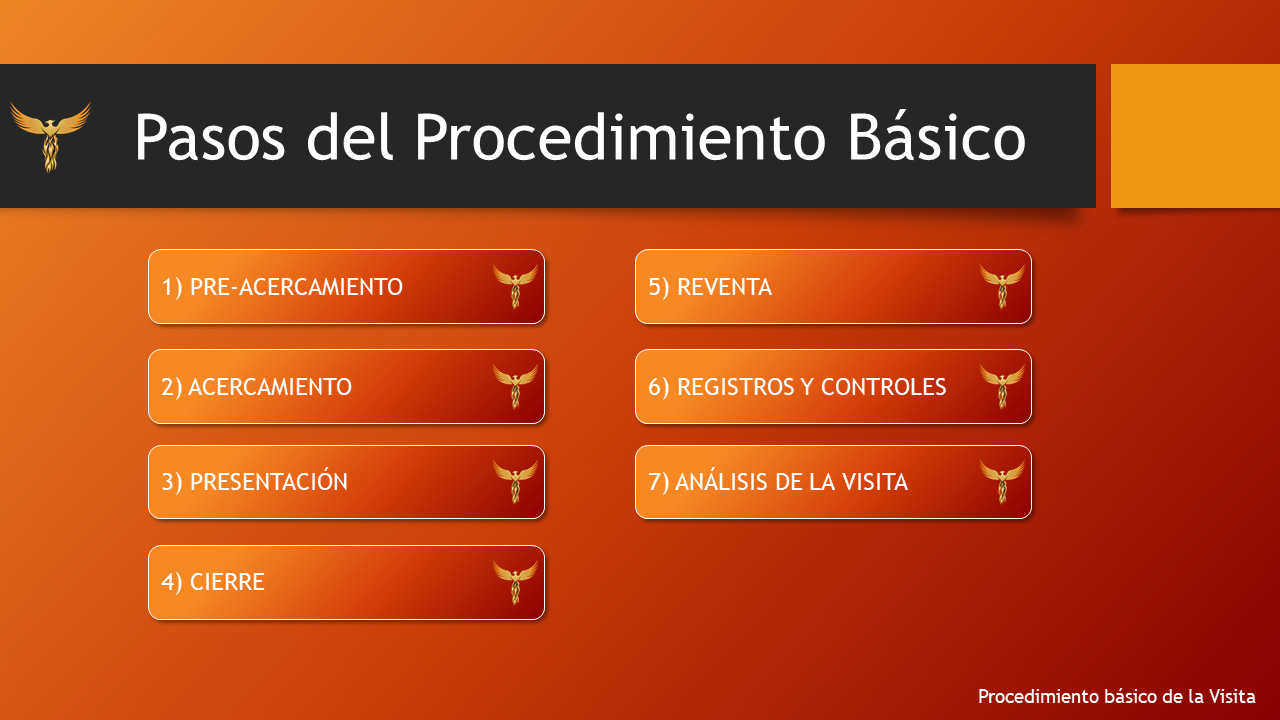 Pasos del Procedimiento Básico
1) PRE-ACERCAMIENTO
2) ACERCAMIENTO
3) PRESENTACIÓN
4) CIERRE
5) REVENTA
6) REGISTROS Y CONTROLES
7) ANÁLISIS DE LA VISITA
Procedimiento básico de la Visita